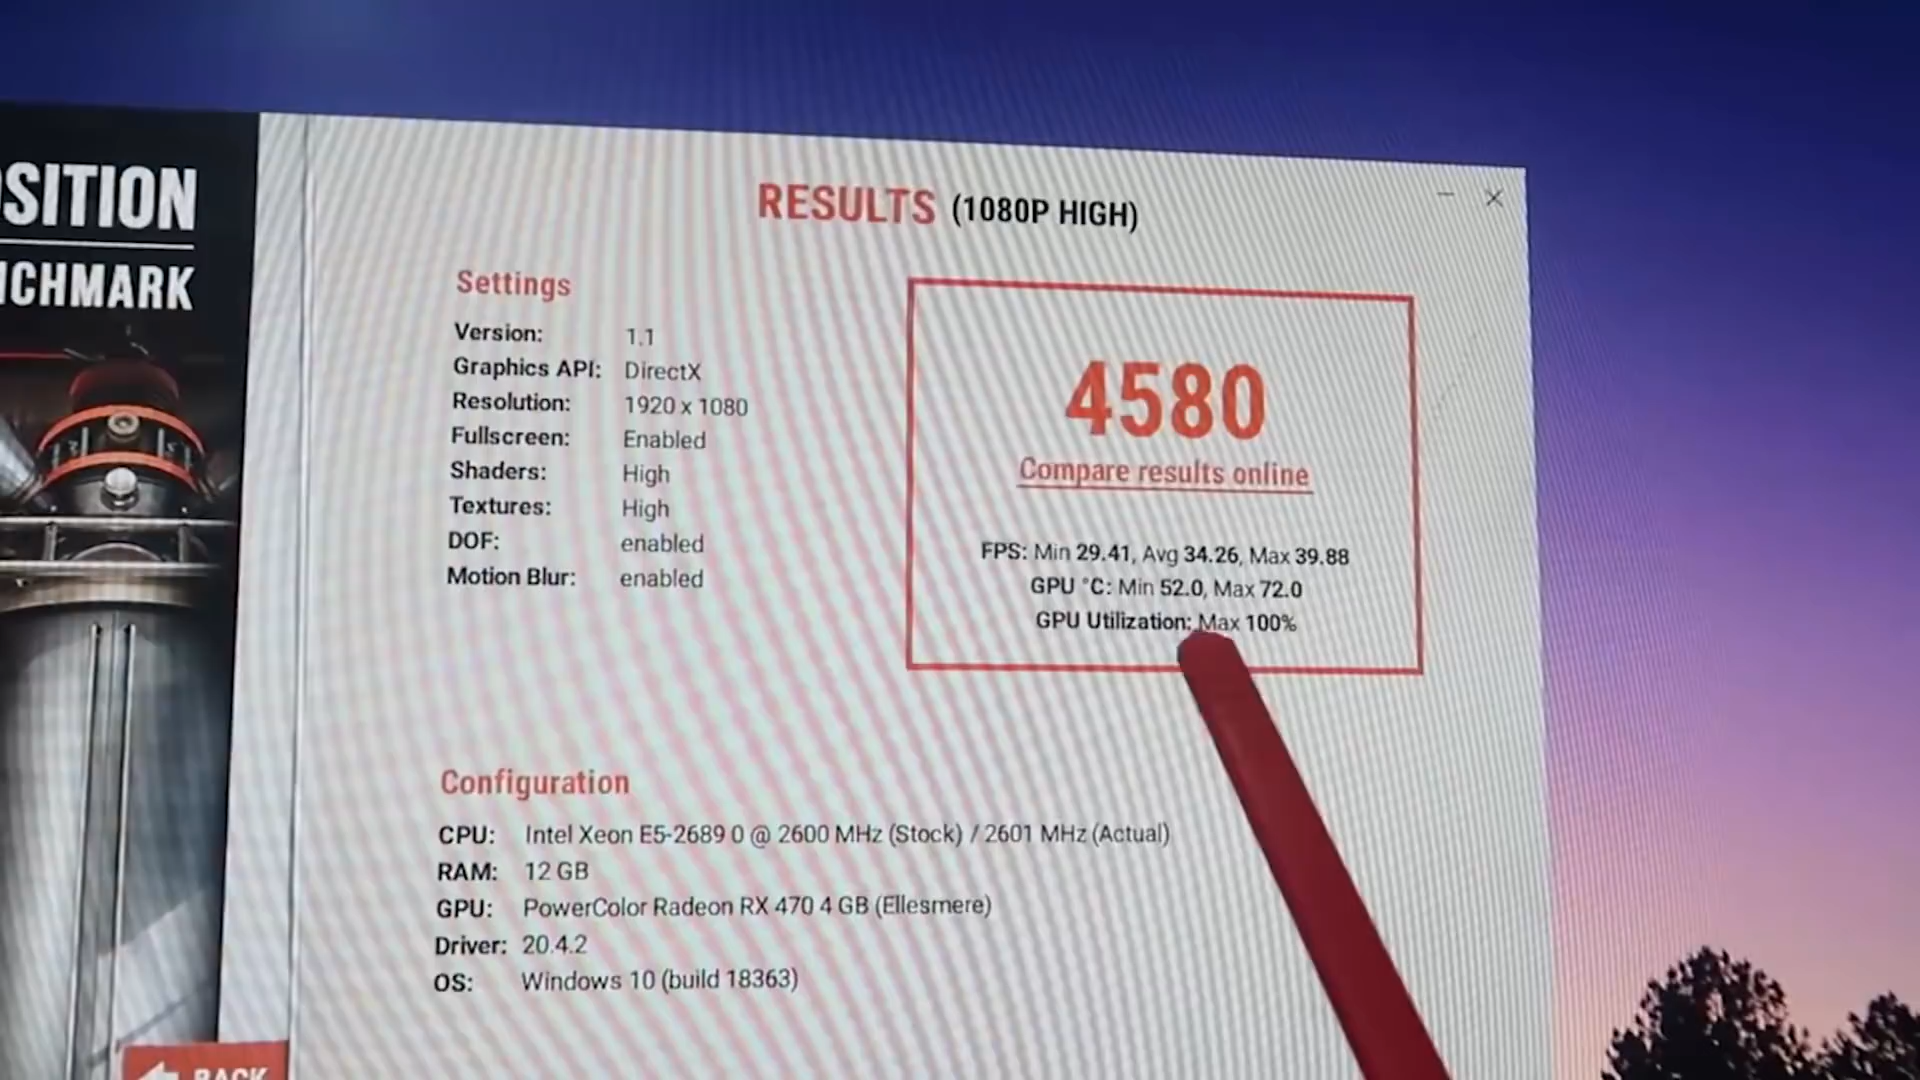 SITION
NCHMARK
RESULTS (1080P HIGH)
Settings
Version: 1.1
Graphics API: DirectX
Resolution: 1920 x 1080
Fullscreen: Enabled
Shaders: High
Textures: High
DOF: enabled
Motion Blur: enabled
4580
Compare results online
FPS: Min 29.41, Avg 34.26, Max 39.88
GPU °C: Min 52.0, Max 72.0
GPU Utilization: Max 100%
Configuration
CPU: Intel Xeon E5-2689 0 @ 2600 MHz (Stock) / 2601 MHz (Actual)
RAM: 12 GB
GPU: PowerColor Radeon RX 470 4 GB (Ellesmere)
Driver: 20.4.2
OS: Windows 10 (build 18363)
BACK